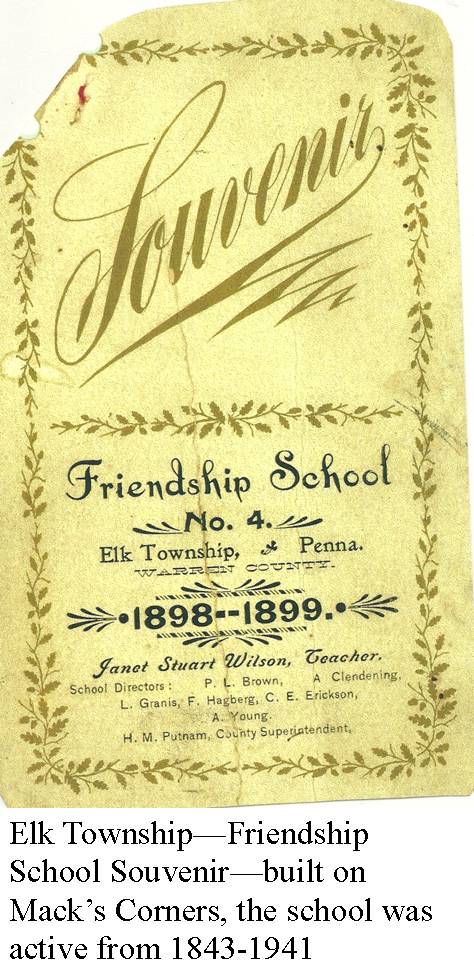 Souvenir
Friendship School
No. 4.
Elk Township, Penna.
WARREN COUNTY.
1898--1899.
Janet Stuart Wilson, Teacher.
School Directors: P. L. Brown, A Clendening,
L. Granis, F. Hagberg, C. E. Erickson,
A. Young.
H. M. Putnam, County Superintendent,
Elk Township—Friendship
School Souvenir—built on
Mack's Corners, the school was
active from 1843-1941